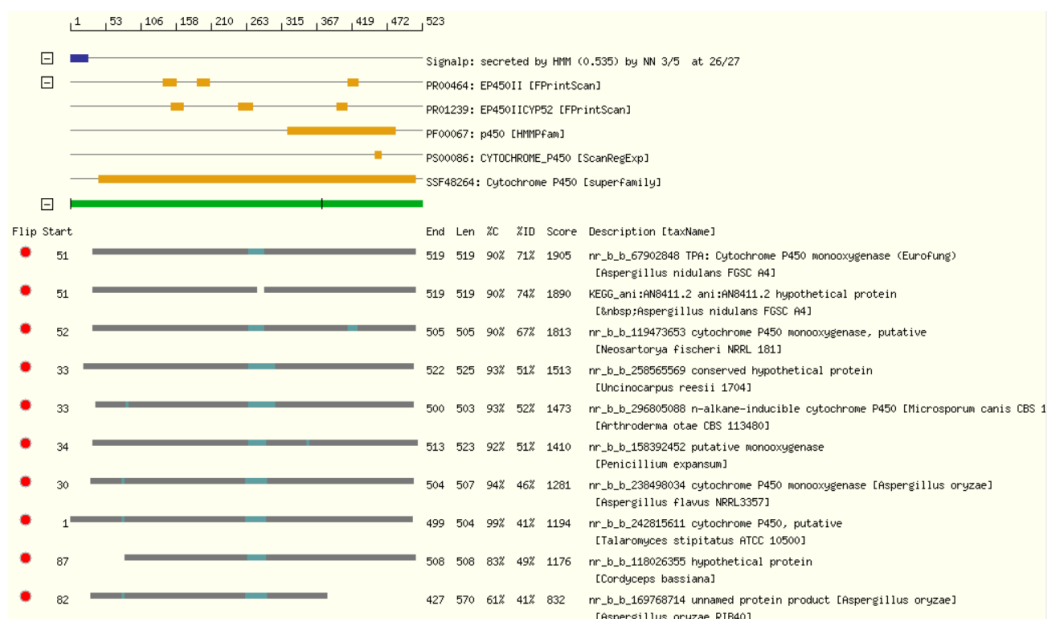 1 53 106 158 210 263 315 367 419 472 523
Signalp: secreted by HMM (0.535) by NN 3/5 at 26/27
PR00464: EP450II [FPrintScan]
PR01239: EP450IICYP52 [FPrintScan]
PF00067: p450 [HMMPfam]
PS00086: CYTOCHROME_P450 [ScanRegExp]
SSF48264: Cytochrome P450 [superfamily]
Flip Start End Len %C %ID Score Description [taxName]
51 519 519 90% 71% 1905 nr_b_b_67902848 TPA: Cytochrome P450 monooxygenase (Eurofung)
[Aspergillus nidulans FGSC A4]
51 519 519 90% 74% 1890 KEGG_ani:AN8411.2 ani:AN8411.2 hypothetical protein
[&nbsp;Aspergillus nidulans FGSC A4]
52 505 505 90% 67% 1813 nr_b_b_119473653 cytochrome P450 monooxygenase, putative
[Neosartorya fischeri NRRL 181]
33 522 525 93% 51% 1513 nr_b_b_258565569 conserved hypothetical protein
[Uncinocarpus reesii 1704]
33 500 503 93% 52% 1473 nr_b_b_296805088 n-alkane-inducible cytochrome P450 [Microsporum canis CBS 1
[Arthroderma otae CBS 113480]
34 513 523 92% 51% 1410 nr_b_b_158392452 putative monooxygenase
[Penicillium expansum]
30 504 507 94% 46% 1281 nr_b_b_238498034 cytochrome P450 monooxygenase [Aspergillus oryzae]
[Aspergillus flavus NRRL3357]
1 499 504 99% 41% 1194 nr_b_b_242815611 cytochrome P450, putative
[Talaromyces stipitatus ATCC 10500]
87 508 508 83% 49% 1176 nr_b_b_118026355 hypothetical protein
[Cordyceps bassiana]
82 427 570 61% 41% 832 nr_b_b_169768714 unnamed protein product [Aspergillus oryzae]
[Aspergillus oryzae RIB40]